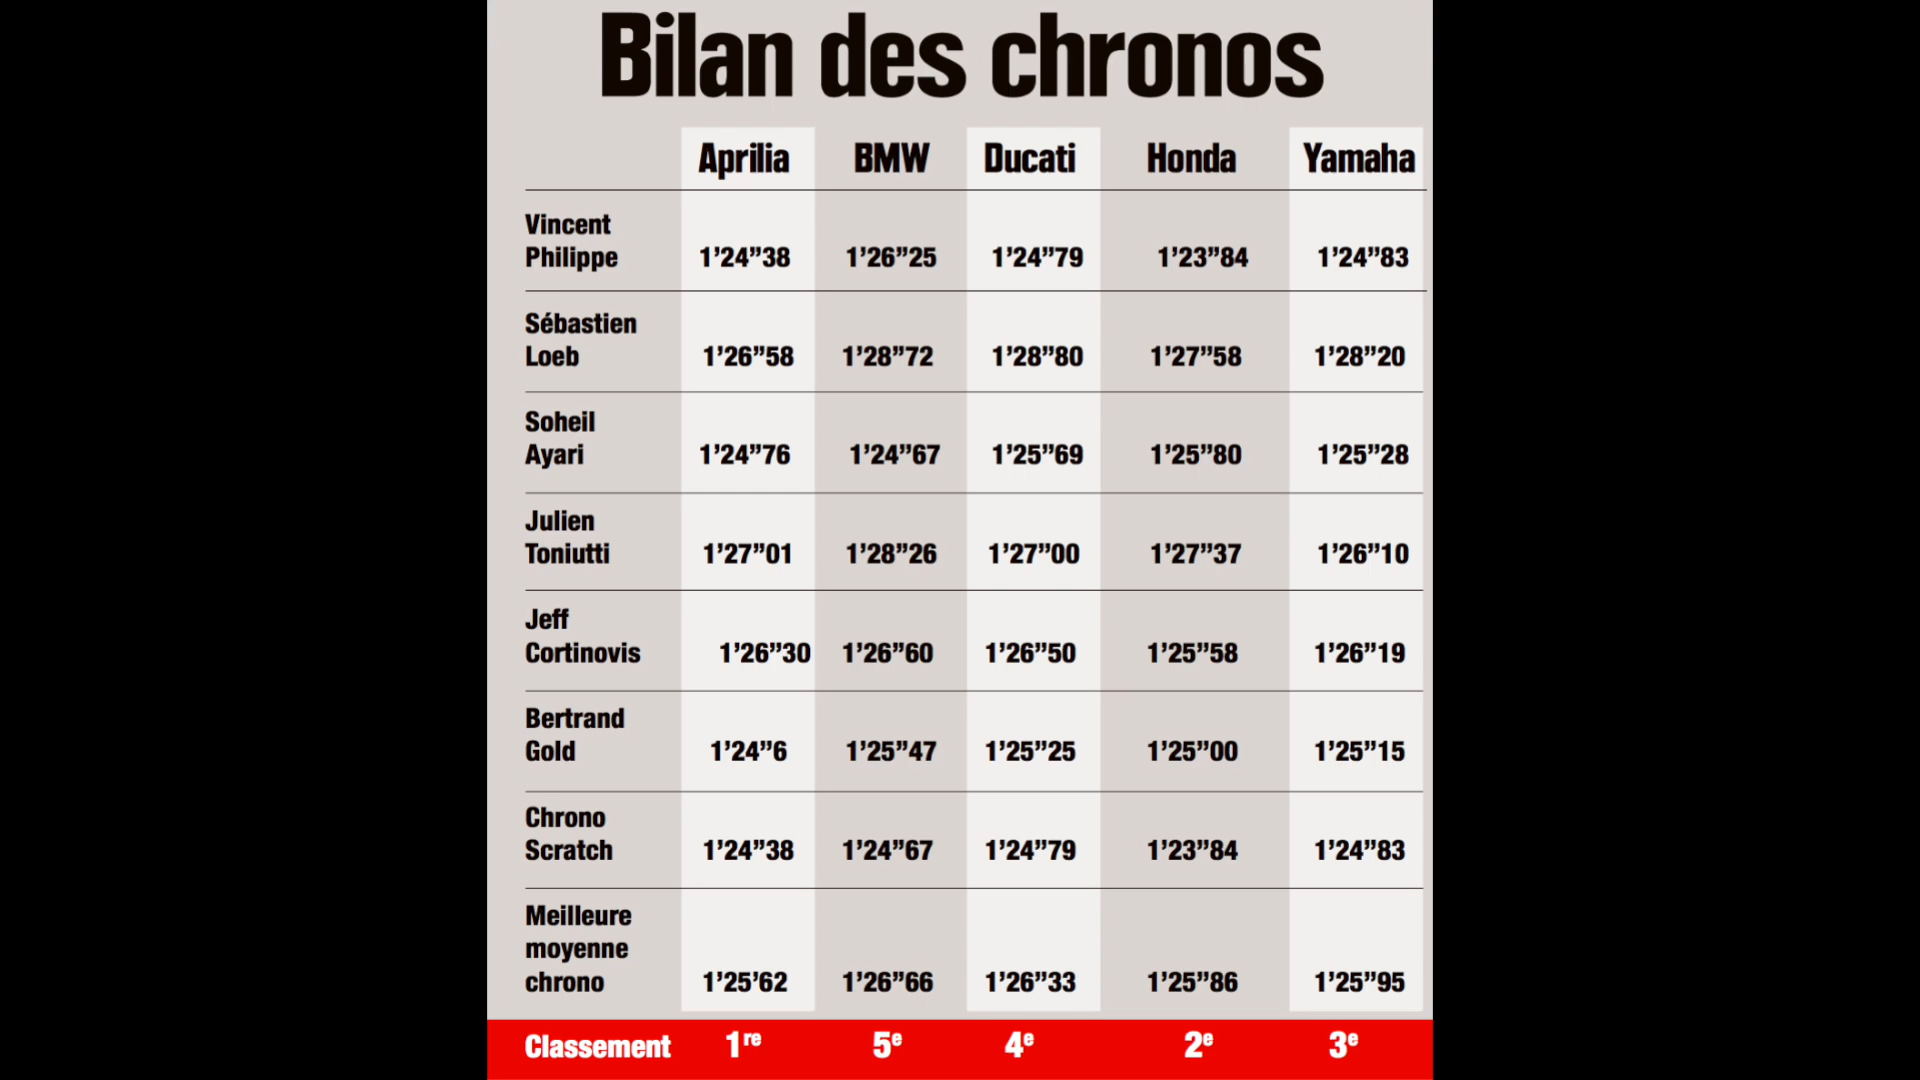 Bilan des chronos
Aprilia BMW Ducati Honda Yamaha
Vincent
Philippe 1’24”38 1’26”25 1’24”79 1’23”84 1’24”83
Sébastien
Loeb 1’26”58 1’28”72 1’28”80 1’27”58 1’28”20
Soheil
Ayari 1’24”76 1’24”67 1’25”69 1’25”80 1’25”28
Julien
Toniutti 1’27”01 1’28”26 1’27”00 1’27”37 1’26”10
Jeff
Cortinovis 1’26”30 1’26”60 1’26”50 1’25”58 1’26”19
Bertrand
Gold 1’24”6 1’25”47 1’25”25 1’25”00 1’25”15
Chrono
Scratch 1’24”38 1’24”67 1’24”79 1’23”84 1’24”83
Meilleure
moyenne
chrono 1’25’62 1’26”66 1’26”33 1’25”86 1’25”95
Classement 1re 5e 4e 2e 3e